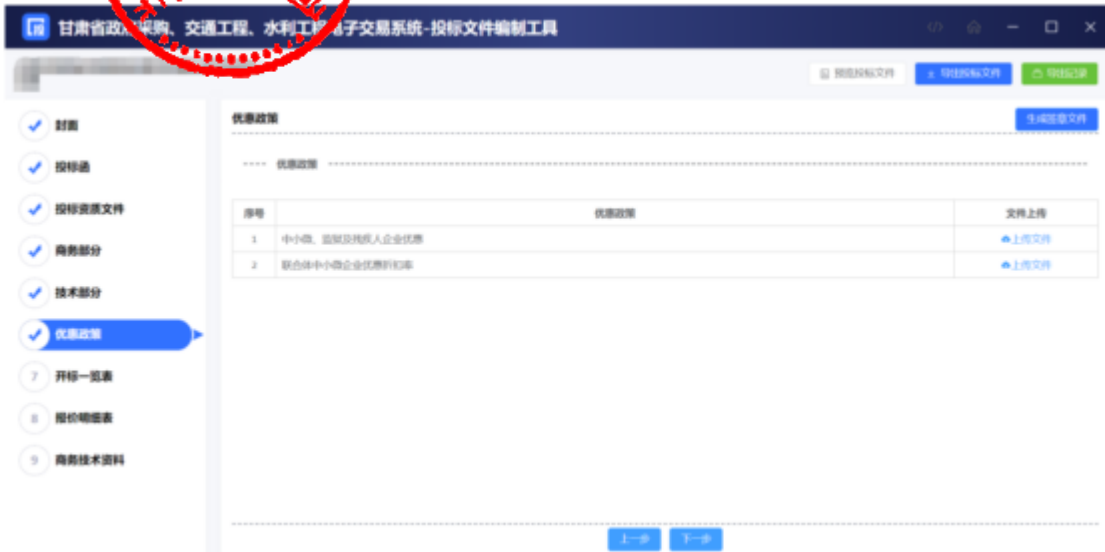 甘肃省政府采购、交通工程、水利工程电子交易系统-投标文件编制工具
预览投标文件
导出投标文件
导出记录
封面
投标函
投标资质文件
商务部分
技术部分
优惠政策
7 开标一览表
8 报价明细表
9 商务技术资料
优惠政策
生成签章文件
优惠政策
序号 优惠政策 文件上传
1 中小微、监狱及残疾人企业优惠 上传文件
2 联合体中小微企业优惠折扣率 上传文件
上一步 下一步